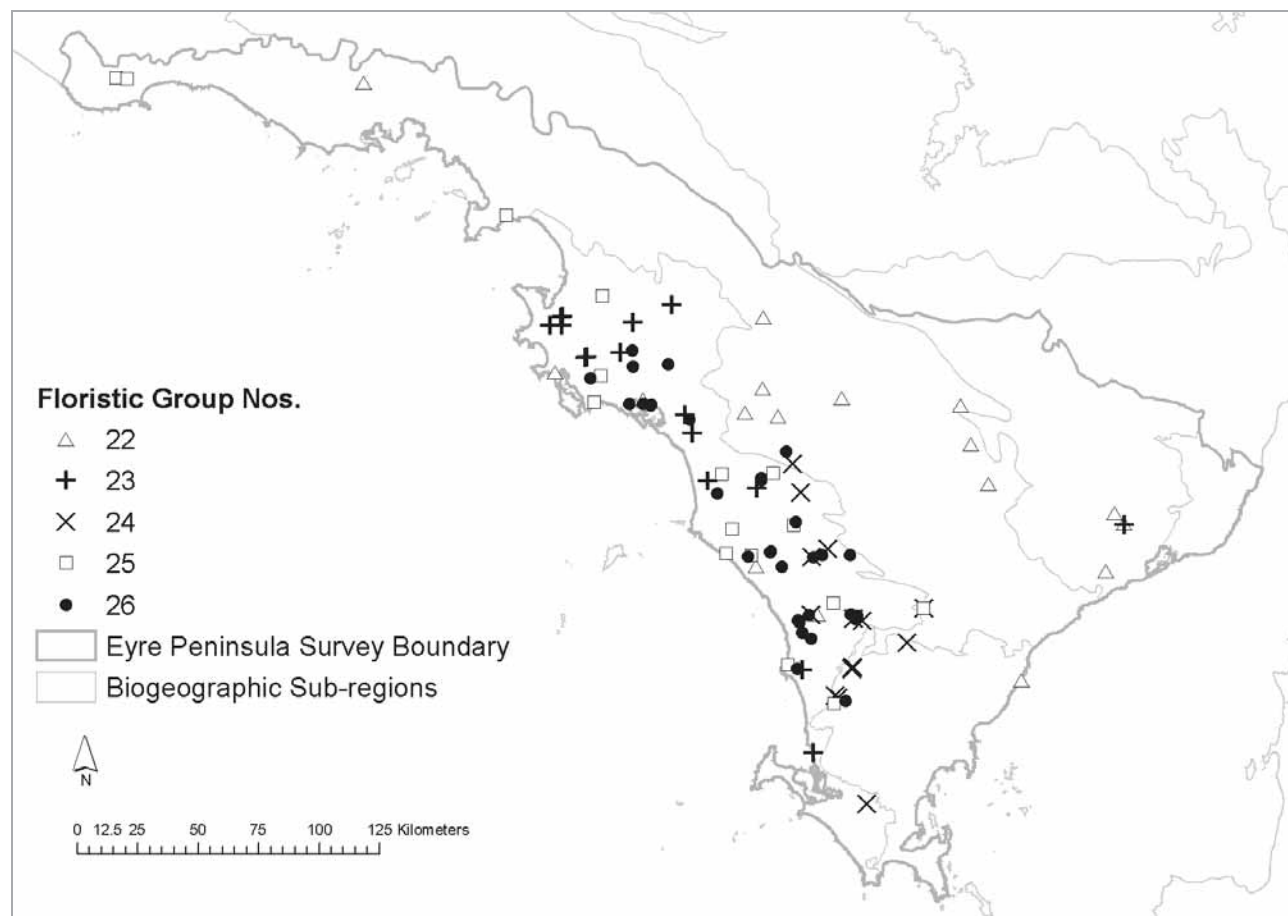 Floristic Group Nos.
22
23
24
25
26
Eyre Peninsula Survey Boundary
Biogeographic Sub-regions
N
0 12.5 25 50 75 100 125 Kilometers